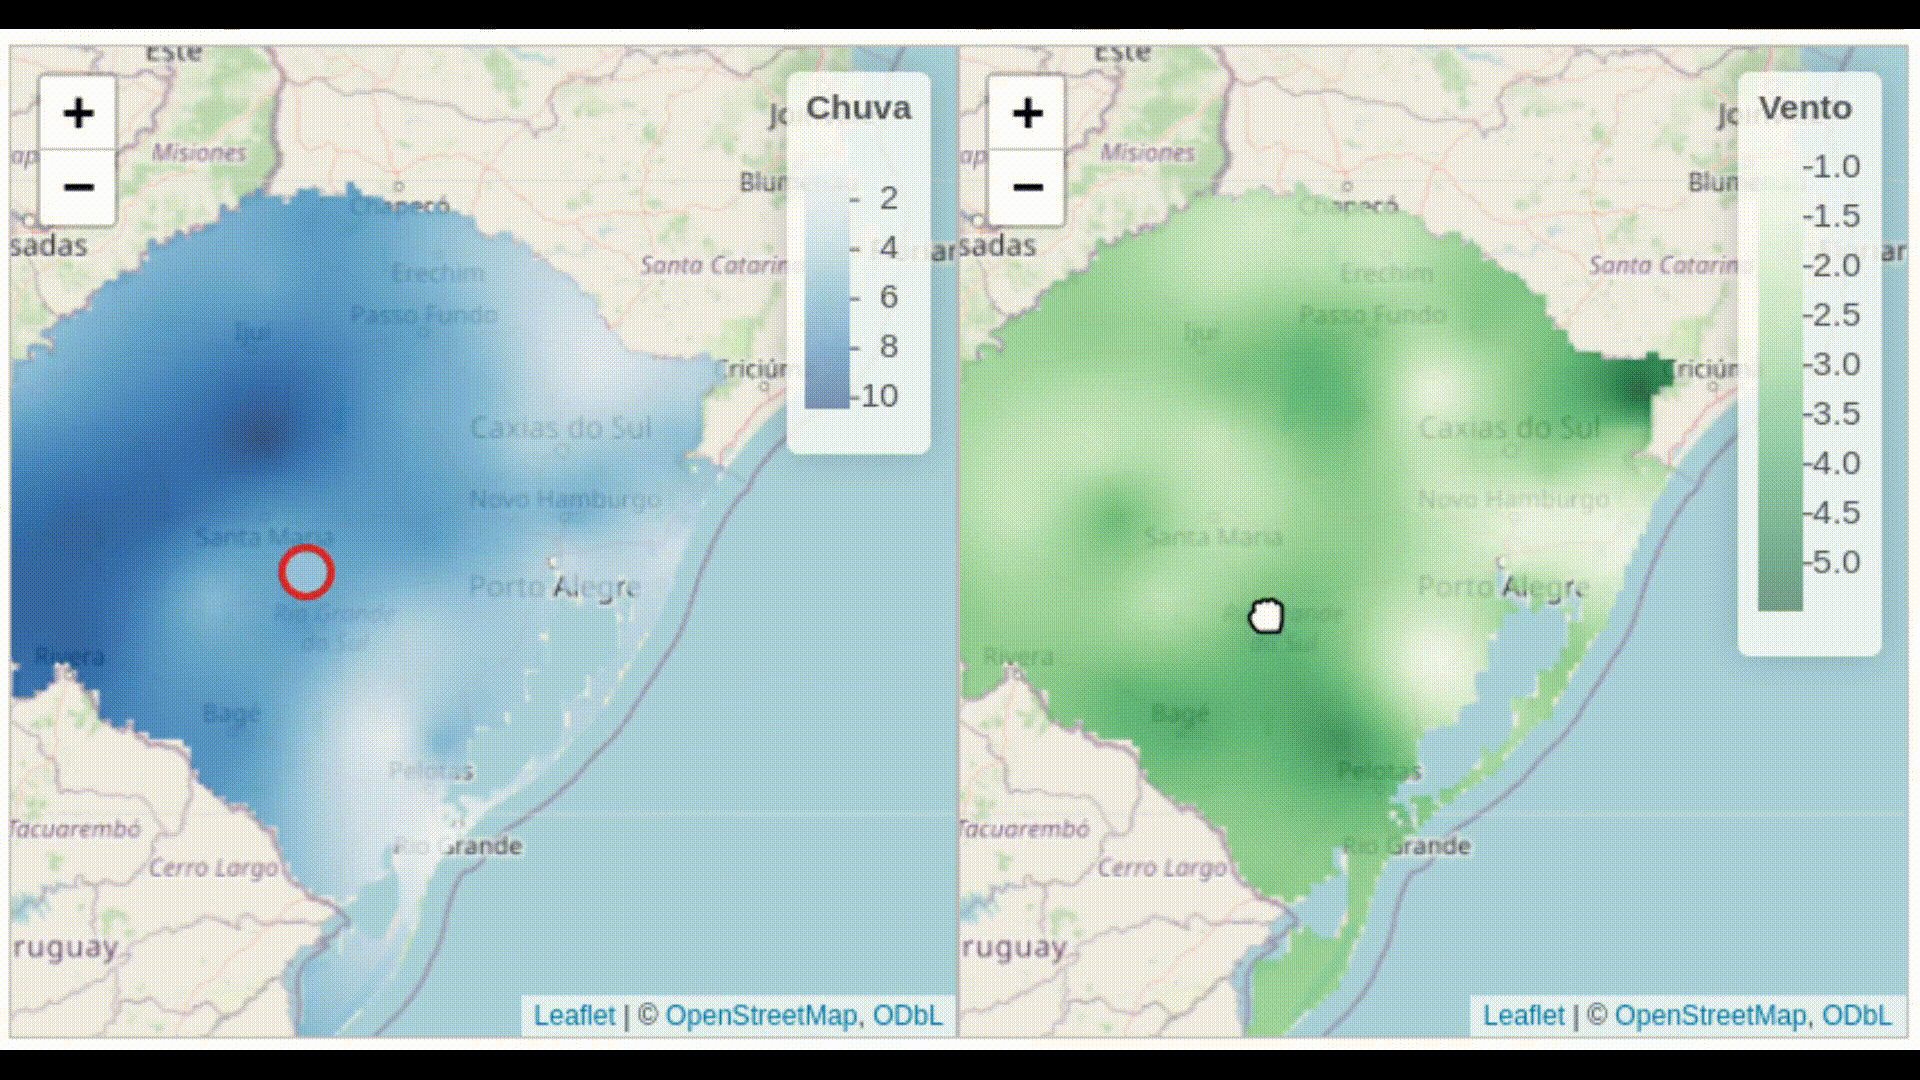 Este
+
−
Misiones
Chuva
2
4
6
8
10
Chapecó
sadas
Santa Catarin
Erechim
Passo Fundo
Ijuí
Criciúr
Caxias do Sul
Novo Hamburgo
Santa Maria
Porto Alegre
Rio Grande
do Sul
Rivera
Bagé
Pelotas
Tacuarembó
Rio Grande
Cerro Largo
ruguay
Leaflet | © OpenStreetMap, ODbL
Este
+
−
Misiones
Vento
1.0
1.5
2.0
2.5
3.0
3.5
4.0
4.5
5.0
Chapecó
sadas
Santa Catarin
Erechim
Passo Fundo
Ijuí
Criciún
Caxias do Sul
Novo Hamburgo
Santa Maria
Porto Alegre
do Sul
Rivera
Bagé
Pelotas
Tacuarembó
Rio Grande
Cerro Largo
ruguay
Leaflet | © OpenStreetMap, ODbL